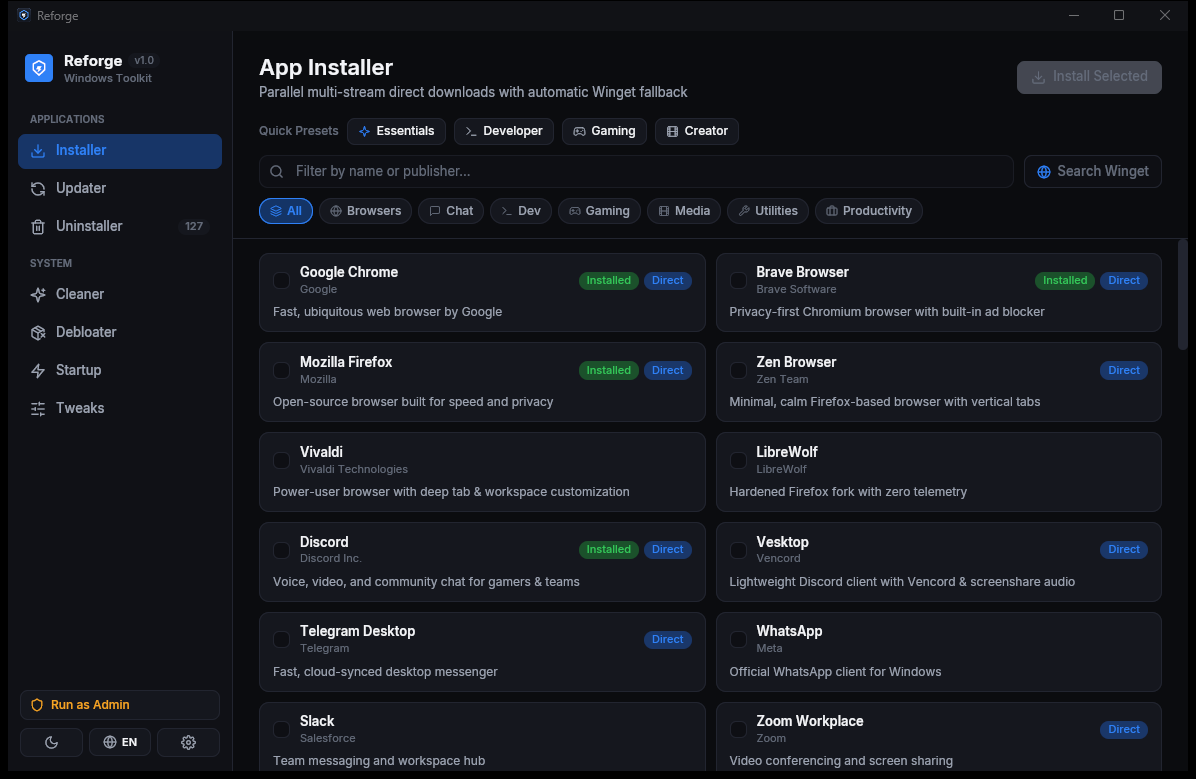 Reforge
Reforge v1.0
Windows Toolkit
APPLICATIONS
Installer
Updater
Uninstaller 127
SYSTEM
Cleaner
Debloater
Startup
Tweaks
Run as Admin
EN
App Installer
Parallel multi-stream direct downloads with automatic Winget fallback
Install Selected
Quick Presets Essentials Developer Gaming Creator
Filter by name or publisher...
Search Winget
All Browsers Chat Dev Gaming Media Utilities Productivity
Google Chrome
Google
Installed Direct
Fast, ubiquitous web browser by Google
Brave Browser
Brave Software
Installed Direct
Privacy-first Chromium browser with built-in ad blocker
Mozilla Firefox
Mozilla
Installed Direct
Open-source browser built for speed and privacy
Zen Browser
Zen Team
Direct
Minimal, calm Firefox-based browser with vertical tabs
Vivaldi
Vivaldi Technologies
Power-user browser with deep tab & workspace customization
LibreWolf
LibreWolf
Hardened Firefox fork with zero telemetry
Discord
Discord Inc.
Installed Direct
Voice, video, and community chat for gamers & teams
Vesktop
Vencord
Direct
Lightweight Discord client with Vencord & screenshare audio
Telegram Desktop
Telegram
Direct
Fast, cloud-synced desktop messenger
WhatsApp
Meta
Official WhatsApp client for Windows
Slack
Salesforce
Team messaging and workspace hub
Zoom Workplace
Zoom
Direct
Video conferencing and screen sharing